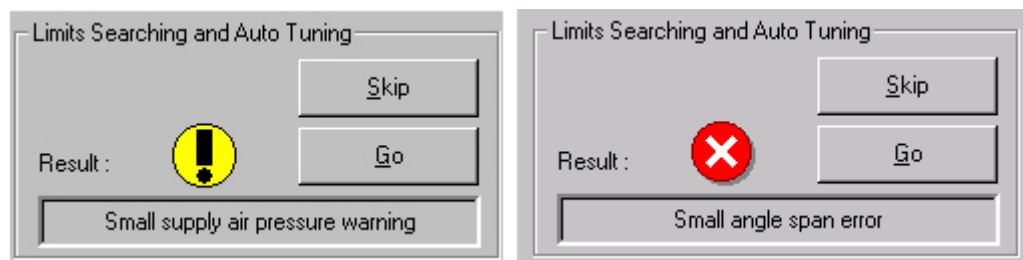 Limits Searching and Auto Tuning
Skip
Result :
Go
Small supply air pressure warning
Limits Searching and Auto Tuning
Skip
Result :
Go
Small angle span error